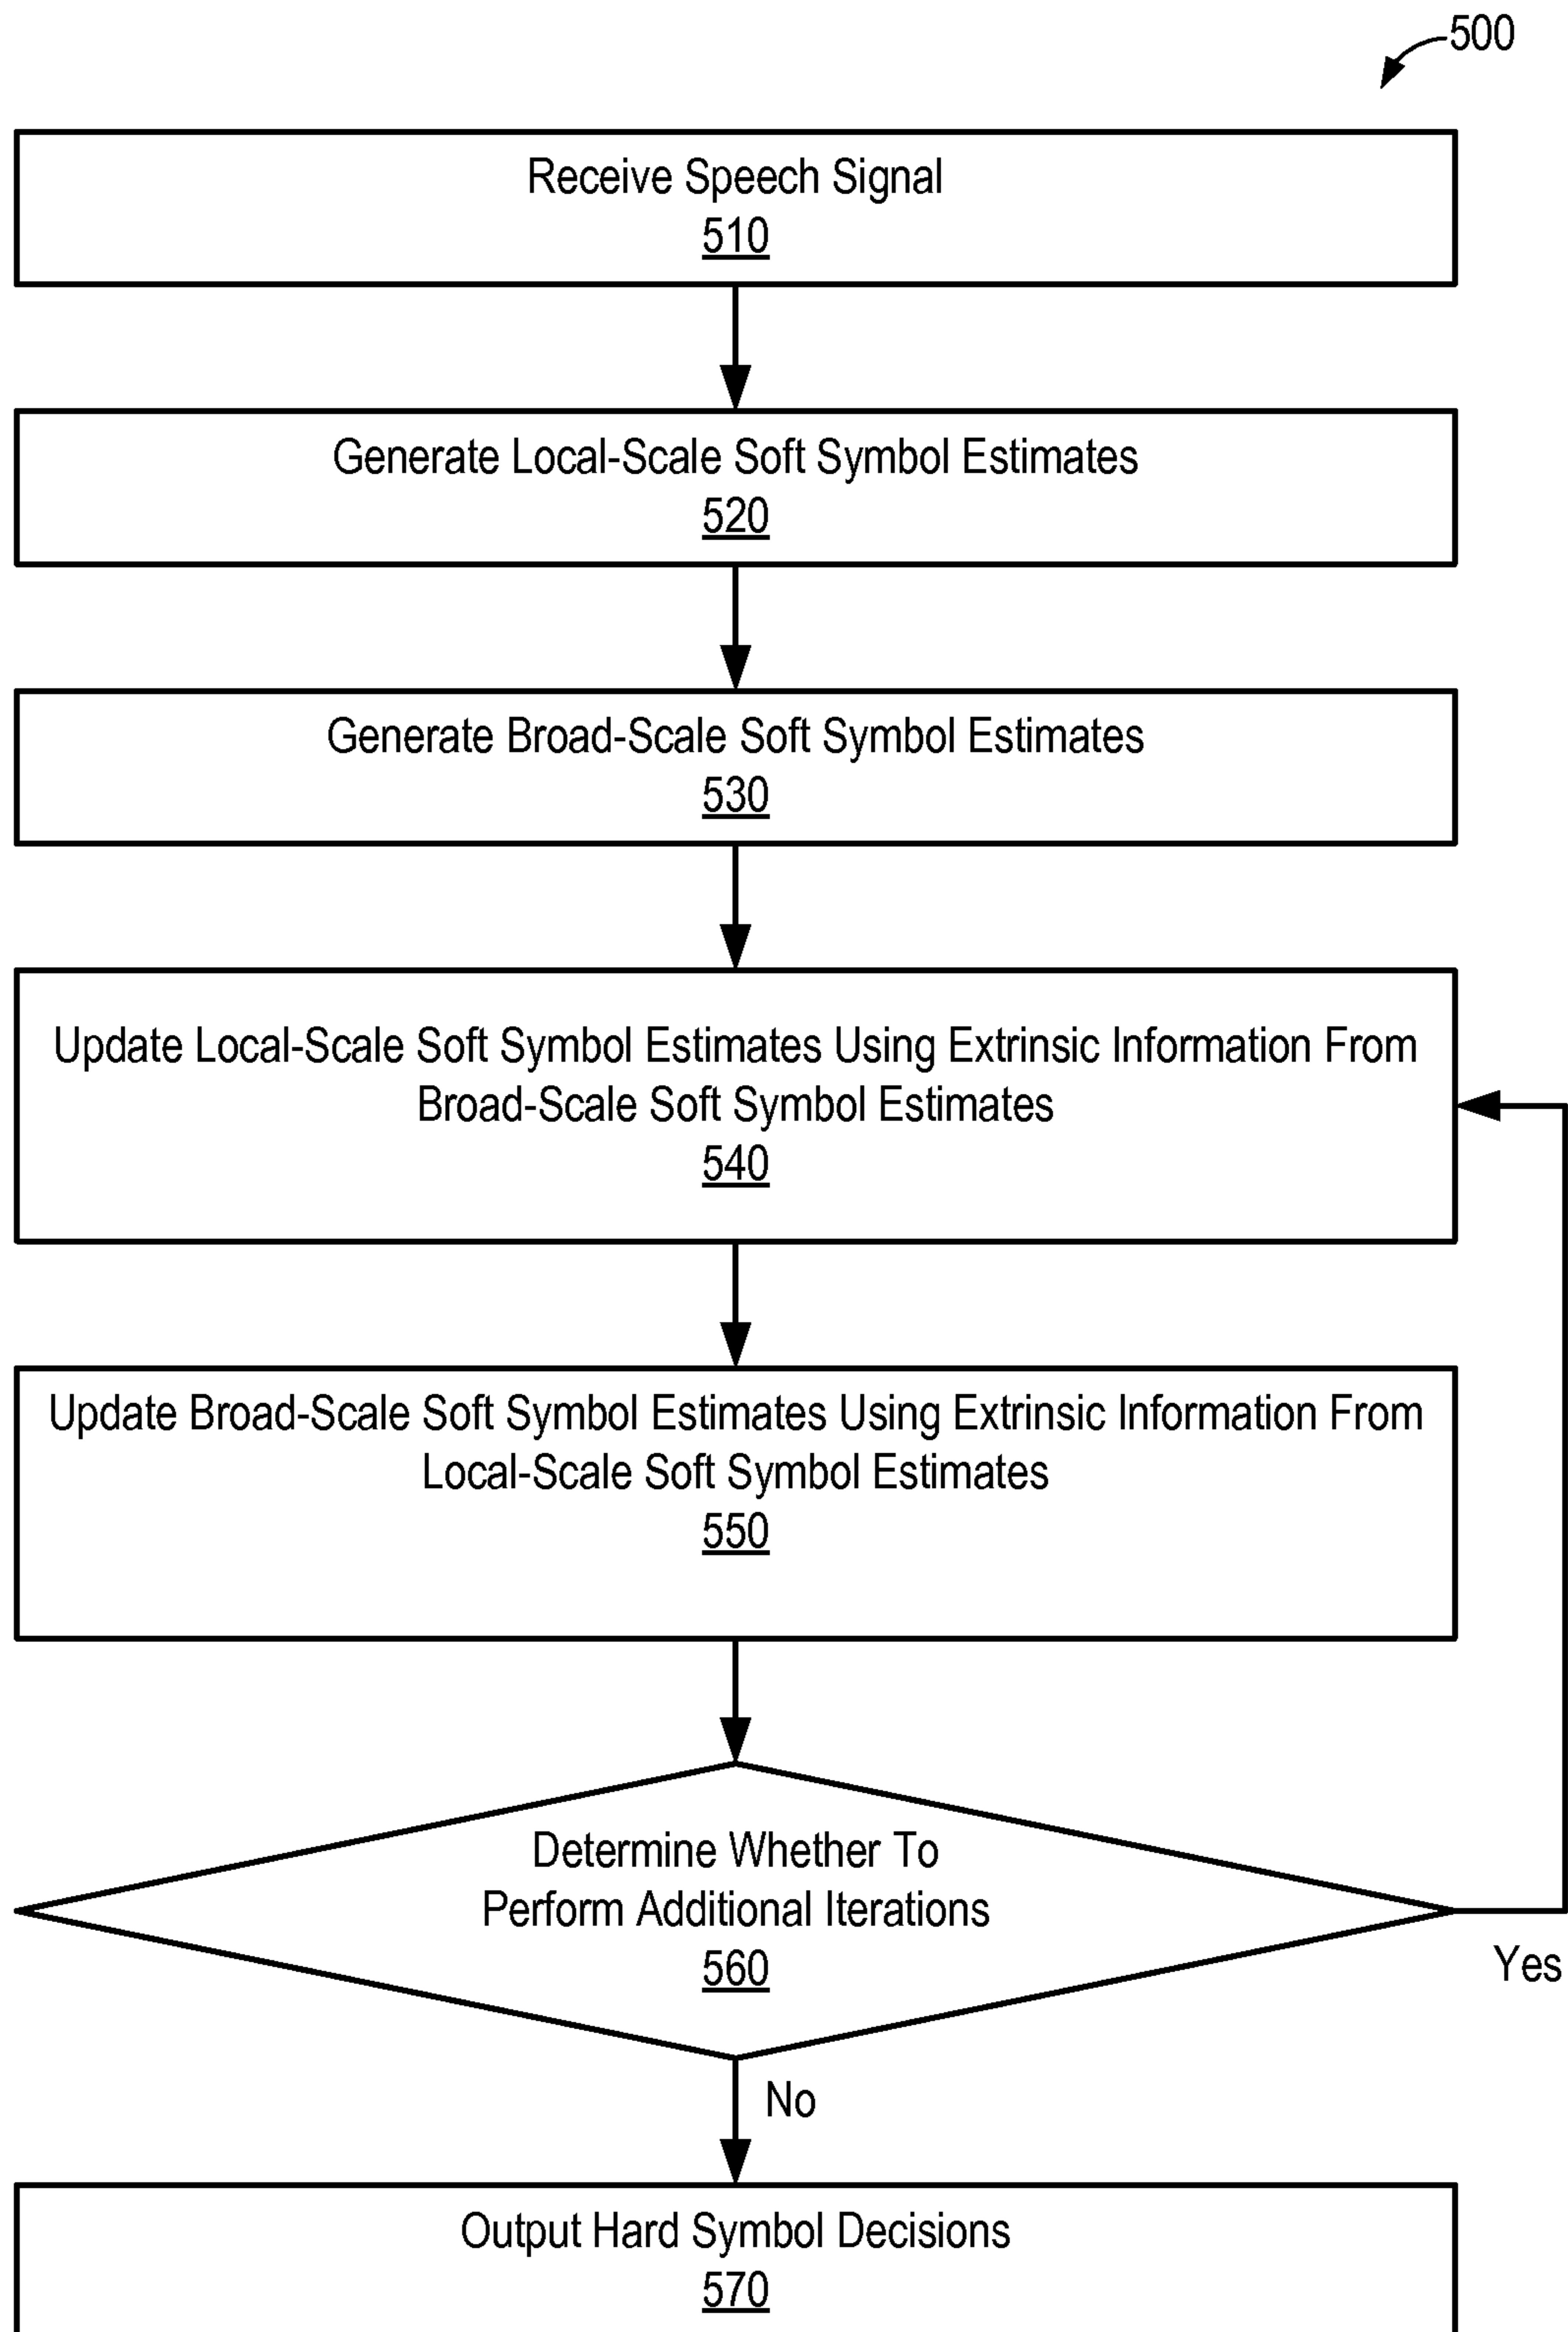 500
Receive Speech Signal
510
Generate Local-Scale Soft Symbol Estimates
520
Generate Broad-Scale Soft Symbol Estimates
530
Update Local-Scale Soft Symbol Estimates Using Extrinsic Information From
Broad-Scale Soft Symbol Estimates
540
Update Broad-Scale Soft Symbol Estimates Using Extrinsic Information From
Local-Scale Soft Symbol Estimates
550
Determine Whether To
Perform Additional Iterations
560
Yes
No
Output Hard Symbol Decisions
570